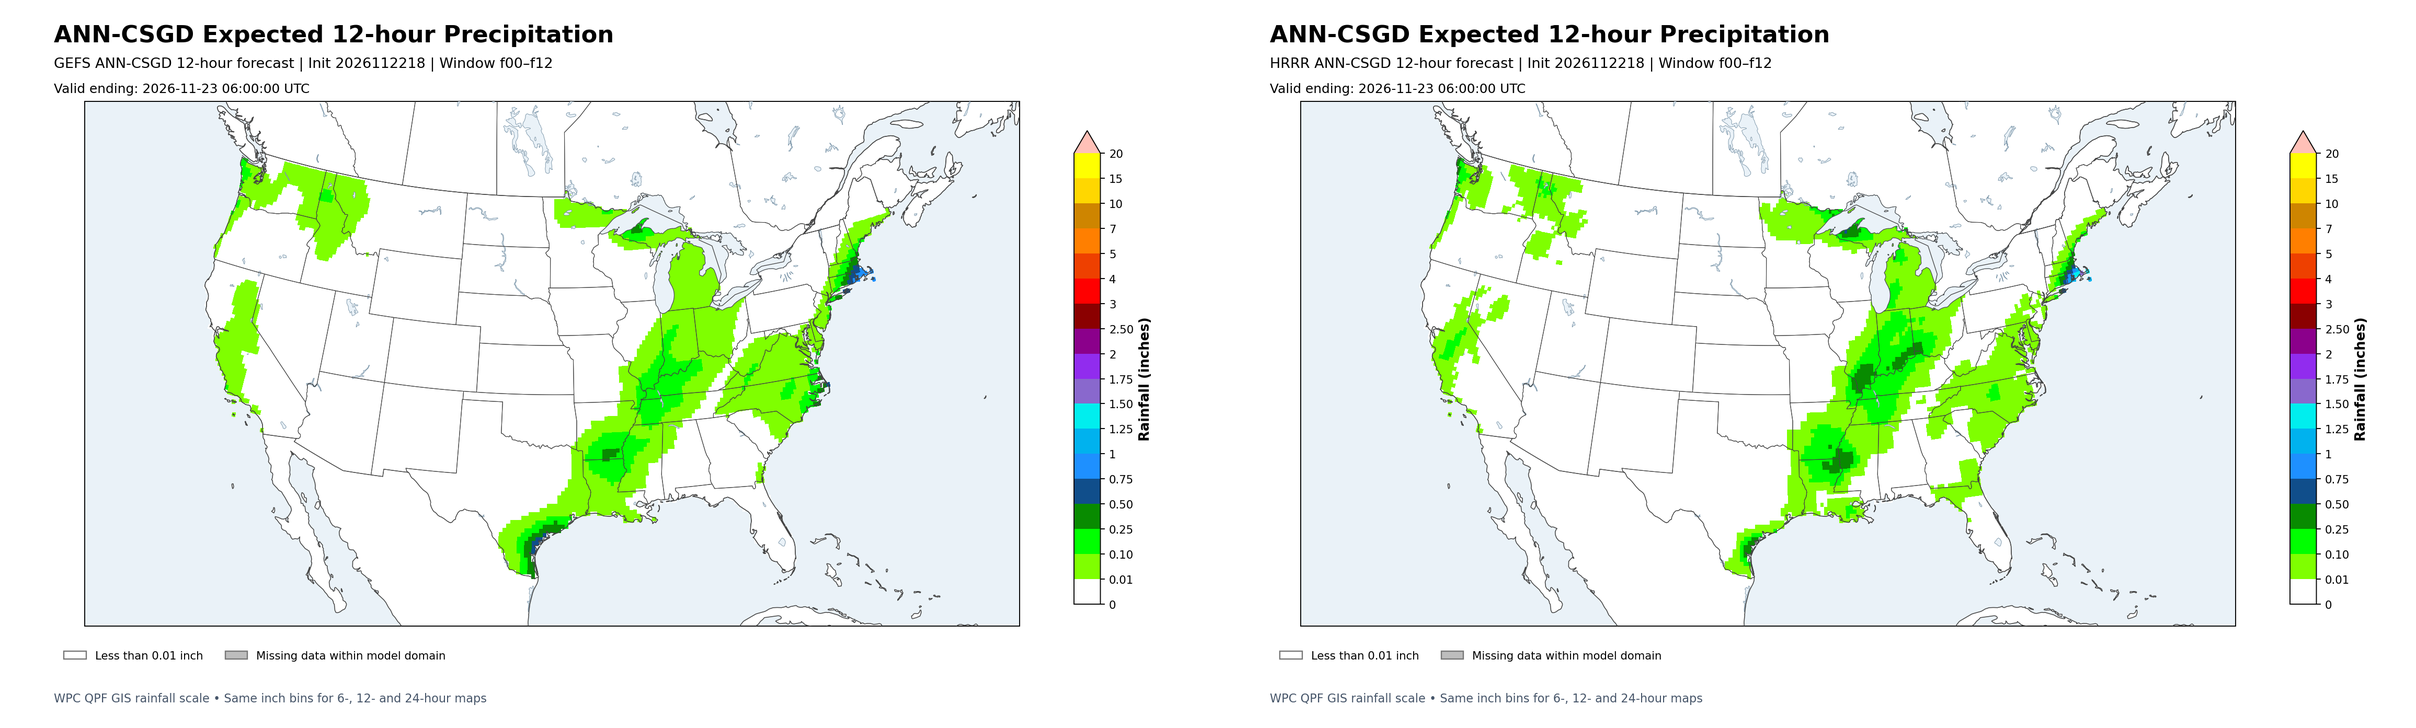 ANN-CSGD Expected 12-hour Precipitation
GEFS ANN-CSGD 12-hour forecast | Init 2026112218 | Window f00–f12
Valid ending: 2026-11-23 06:00:00 UTC
20
15
10
7
5
4
3
2.50
2
1.75
1.50
1.25
1
0.75
0.50
0.25
0.10
0.01
0
Rainfall (inches)
Less than 0.01 inch
Missing data within model domain
WPC QPF GIS rainfall scale • Same inch bins for 6-, 12- and 24-hour maps
ANN-CSGD Expected 12-hour Precipitation
HRRR ANN-CSGD 12-hour forecast | Init 2026112218 | Window f00–f12
Valid ending: 2026-11-23 06:00:00 UTC
20
15
10
7
5
4
3
2.50
2
1.75
1.50
1.25
1
0.75
0.50
0.25
0.10
0.01
0
Rainfall (inches)
Less than 0.01 inch
Missing data within model domain
WPC QPF GIS rainfall scale • Same inch bins for 6-, 12- and 24-hour maps